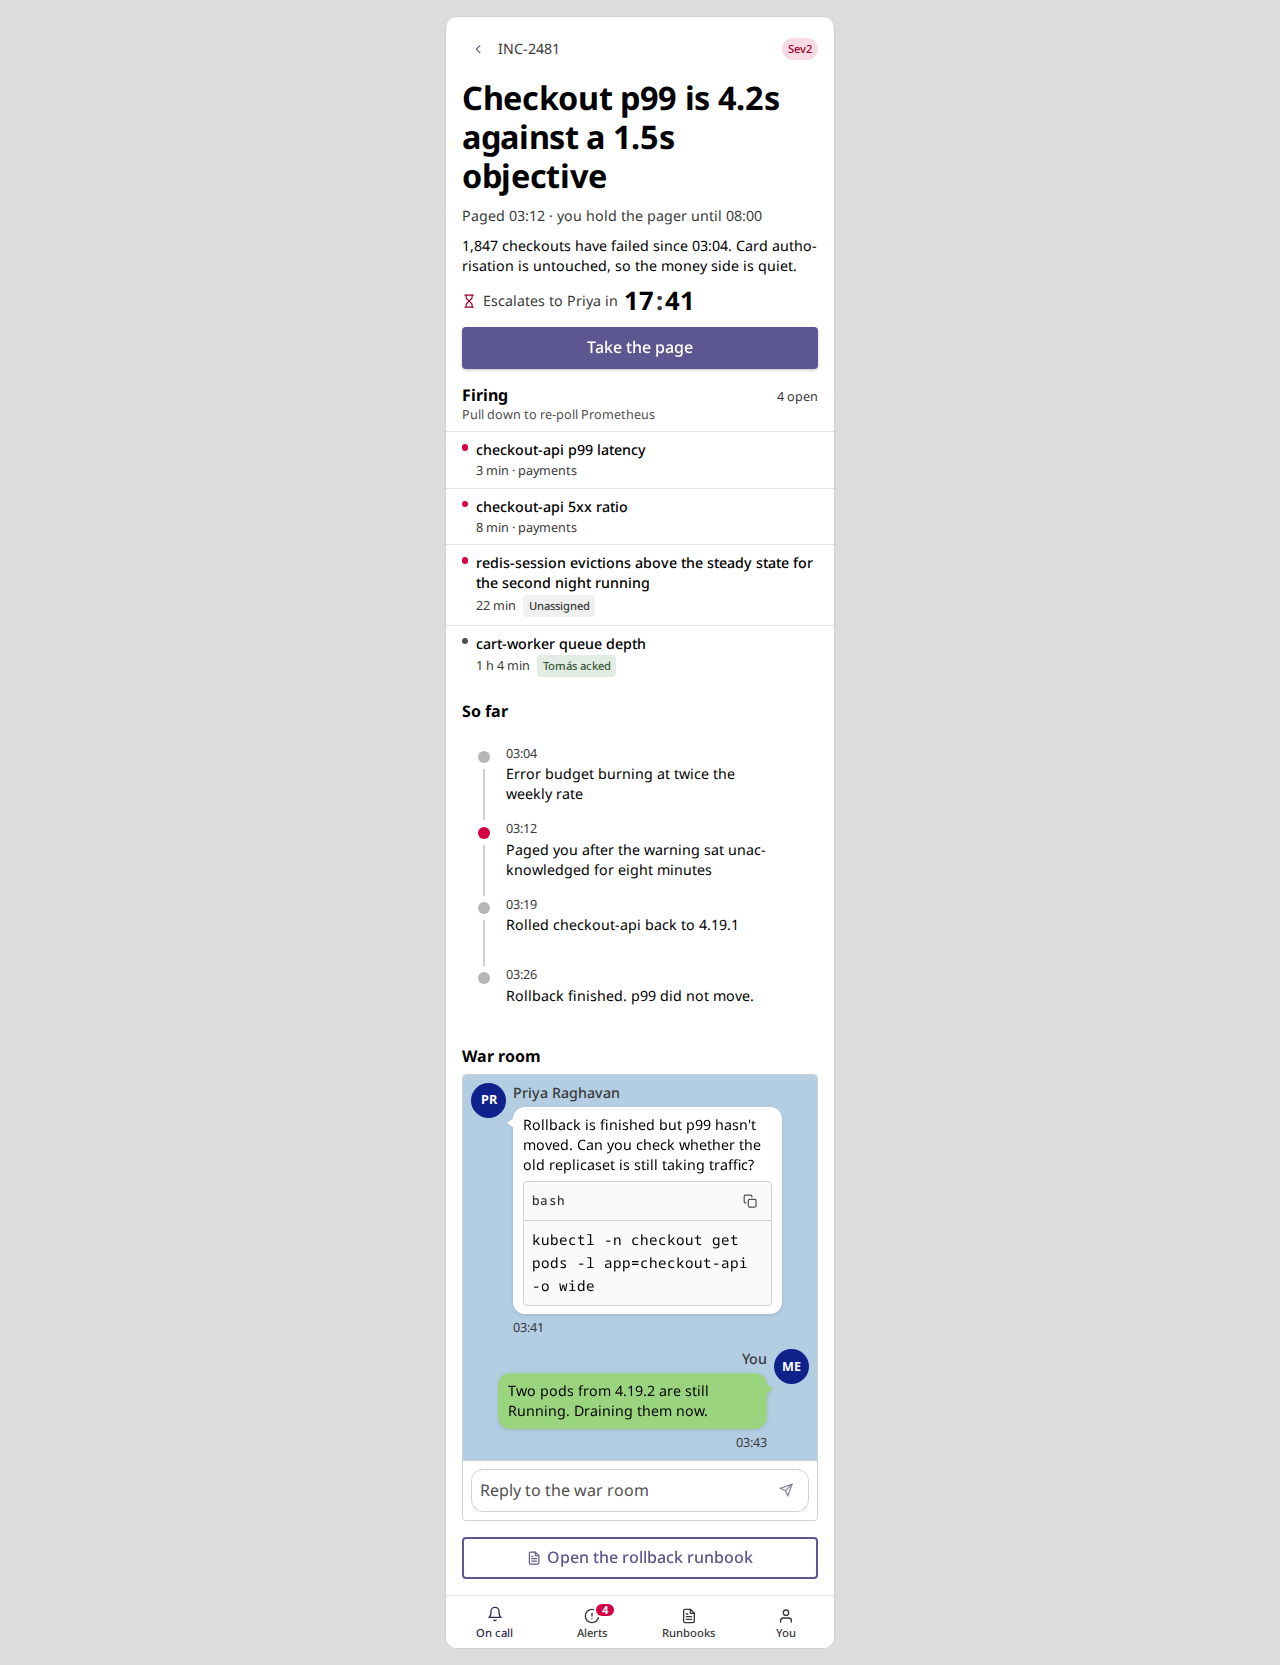 INC-2481
Sev2
Checkout p99 is 4.2s
against a 1.5s
objective
Paged 03:12 · you hold the pager until 08:00
1,847 checkouts have failed since 03:04. Card autho-
risation is untouched, so the money side is quiet.
Escalates to Priya in 17:41
Take the page
Firing
4 open
Pull down to re-poll Prometheus
checkout-api p99 latency
3 min · payments
checkout-api 5xx ratio
8 min · payments
redis-session evictions above the steady state for
the second night running
22 min Unassigned
cart-worker queue depth
1 h 4 min Tomás acked
So far
03:04
Error budget burning at twice the
weekly rate
03:12
Paged you after the warning sat unac-
knowledged for eight minutes
03:19
Rolled checkout-api back to 4.19.1
03:26
Rollback finished. p99 did not move.
War room
PR
Priya Raghavan
Rollback is finished but p99 hasn't
moved. Can you check whether the
old replicaset is still taking traffic?
bash
kubectl -n checkout get
pods -l app=checkout-api
-o wide
03:41
You
ME
Two pods from 4.19.2 are still
Running. Draining them now.
03:43
Reply to the war room
Open the rollback runbook
On call
4
Alerts
Runbooks
You